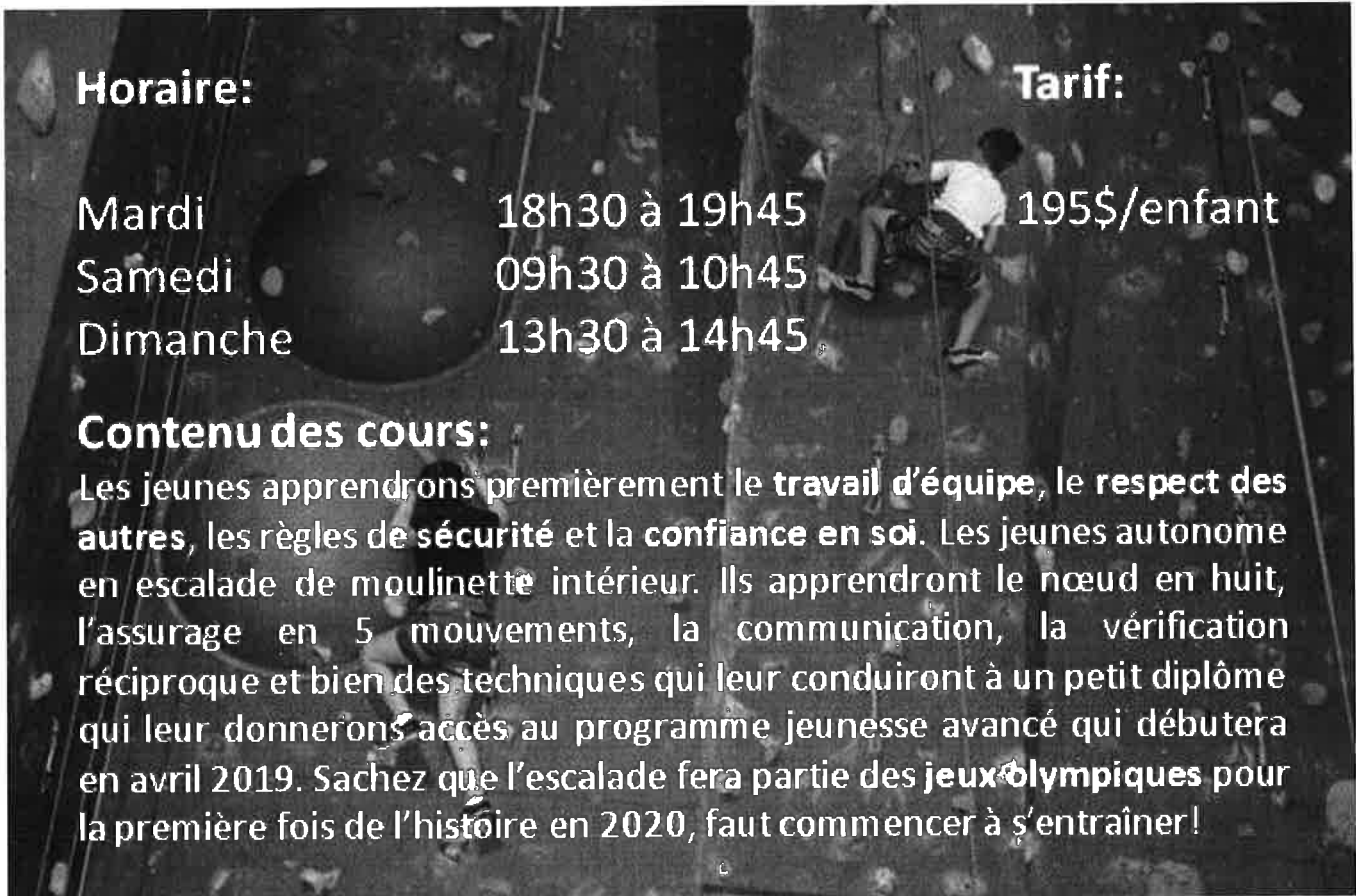 Horaire: Tarif:
Mardi 18h30 à 19h45 195$/enfant
Samedi 09h30 à 10h45
Dimanche 13h30 à 14h45
Contenu des cours:
Les jeunes apprendrons premièrement le travail d'équipe, le respect des
autres, les règles de sécurité et la confiance en soi. Les jeunes autonome
en escalade de moulinette intérieur. Ils apprendront le nœud en huit,
l'assurage en 5 mouvements, la communication, la vérification
réciproque et bien des techniques qui leur conduiront à un petit diplôme
qui leur donnerons accès au programme jeunesse avancé qui débutera
en avril 2019. Sachez que l'escalade fera partie des jeux olympiques pour
la première fois de l'histoire en 2020, faut commencer à s'entraîner!